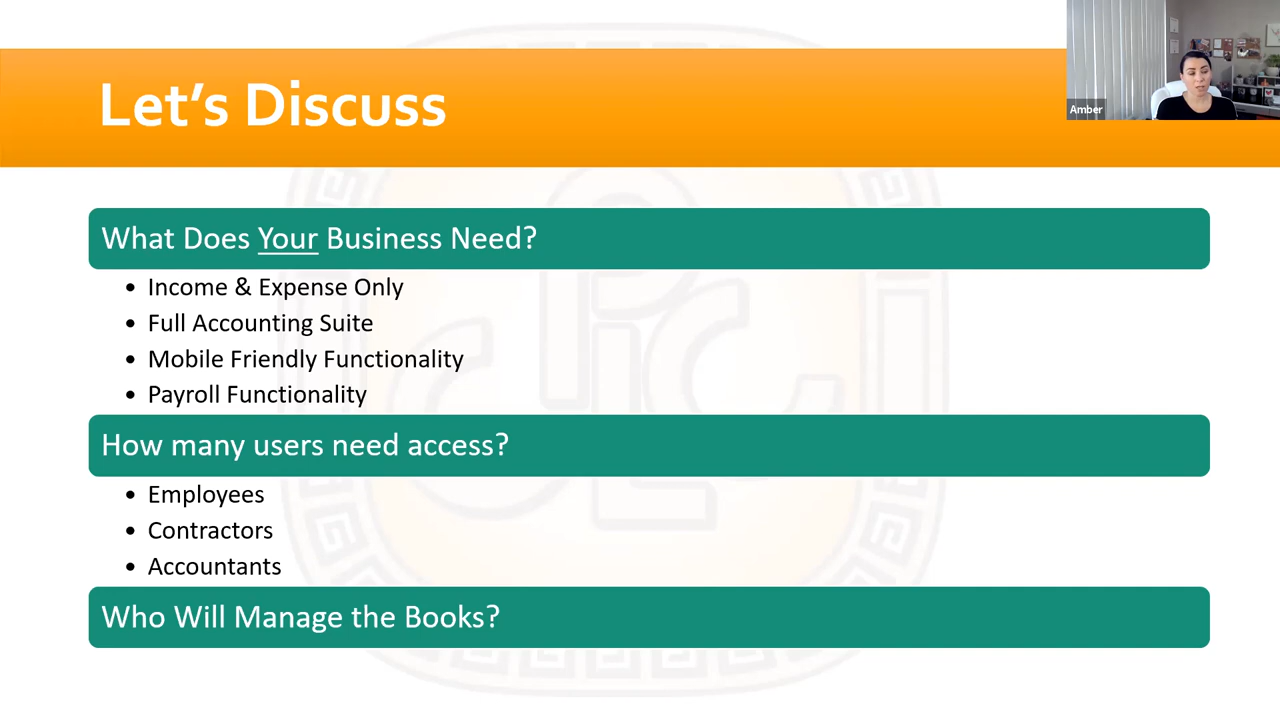 Let's Discuss
Amber
What Does Your Business Need?
• Income & Expense Only
• Full Accounting Suite
• Mobile Friendly Functionality
• Payroll Functionality
How many users need access?
• Employees
• Contractors
• Accountants
Who Will Manage the Books?